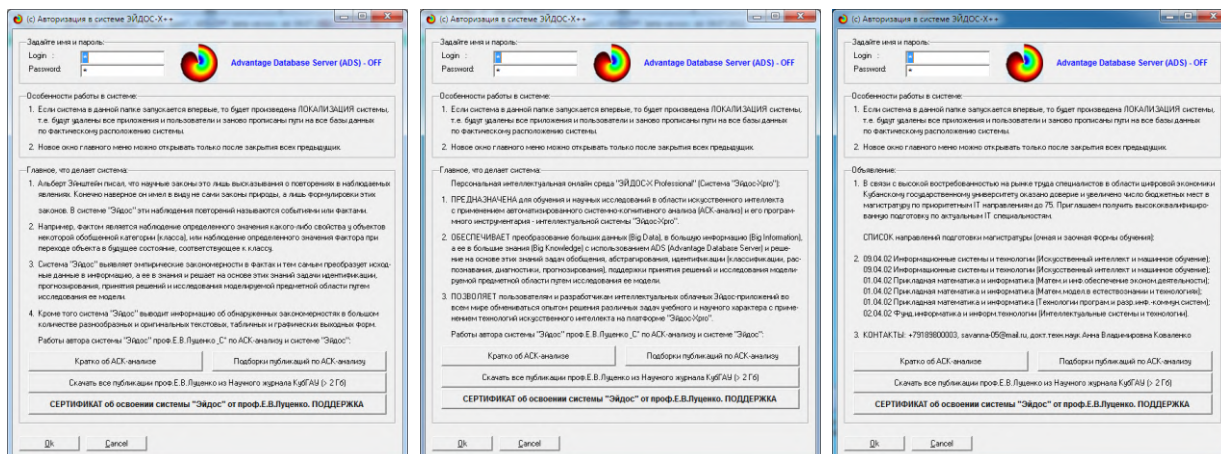 (c) Авторизация в системе ЭЙДОС-X++
Задайте имя и пароль:
Login :
*
Password:
*
Advantage Database Server (ADS) - OFF
Особенности работы в системе:
1. Если система в данной папке запускается впервые, то будет произведена ЛОКАЛИЗАЦИЯ системы,
т.е. будут удалены все приложения и пользователи и заново прописаны пути на все базы данных
по фактическому расположению системы.
2. Новое окно главного меню можно открывать только после закрытия всех предыдущих.
Главное, что делает система:
1. Альберт Эйнштейн писал, что научные законы это лишь высказывания о повторениях в наблюдаемых
явлениях. Конечно наверное он имел в виду не сами законы природы, а лишь формулировки этих
законов. В системе "Эйдос" эти наблюдения повторений называются событиями или фактами.
2. Например, фактом является наблюдение определенного значения какого-либо свойства у объектов
некоторой обобщенной категории (класса), или наблюдение определенного значения фактора при
переходе объекта в будущее состояние, соответствующее к классу.
3. Система "Эйдос" выявляет эмпирические закономерности в фактах и тем самым преобразует исход-
ные данные в информацию, а ее в знания и решает на основе этих знаний задачи идентификации,
прогнозирования, принятия решений и исследования моделируемой предметной области путем
исследования ее модели.
4. Кроме того система "Эйдос" выводит информацию об обнаруженных закономерностях в большом
количестве разнообразных и оригинальных текстовых, табличных и графических выходных форм.
Работы автора системы "Эйдос" проф.Е.В.Луценко_С° по АСК-анализу и системе "Эйдос":
Кратко об АСК-анализе
Подборки публикаций по АСК-анализу
Скачать все публикации проф.Е.В.Луценко из Научного журнала КубГАУ (> 2 Гб)
СЕРТИФИКАТ об освоении системы "Эйдос" от проф.Е.В.Луценко. ПОДДЕРЖКА
Ok
Cancel
(c) Авторизация в системе ЭЙДОС-X++
Задайте имя и пароль:
Login :
*
Password:
*
Advantage Database Server (ADS) - OFF
Особенности работы в системе:
1. Если система в данной папке запускается впервые, то будет произведена ЛОКАЛИЗАЦИЯ системы,
т.е. будут удалены все приложения и пользователи и заново прописаны пути на все базы данных
по фактическому расположению системы.
2. Новое окно главного меню можно открывать только после закрытия всех предыдущих.
Главное, что делает система:
Персональная интеллектуальная онлайн среда "ЭЙДОС-X Professional" (Система "Эйдос-Xpro"):
1. ПРЕДНАЗНАЧЕНА для обучения и научных исследований в области искусственного интеллекта
с применением автоматизированного системно-когнитивного анализа (АСК-анализ) и его програм-
много инструментария - интеллектуальной системы "Эйдос-Xpro".
2. ОБЕСПЕЧИВАЕТ преобразование больших данных (Big Data), в большую информацию (Big Information),
а ее в большие знания (Big Knowledge) с использованием ADS (Advantage Database Server) и реше-
ние на основе этих знаний задач обобщения, абстрагирования, идентификации (классификации, рас-
познавания, диагностики, прогнозирования), поддержки принятия решений и исследования модели-
руемой предметной области путем исследования ее модели.
3. ПОЗВОЛЯЕТ пользователям и разработчикам интеллектуальных облачных Эйдос-приложений во
всем мире обмениваться опытом решения различных задач учебного и научного характера с приме-
нением технологий искусственного интеллекта на платформе "Эйдос-Xpro".
Работы автора системы "Эйдос" проф.Е.В.Луценко_С° по АСК-анализу и системе "Эйдос":
Кратко об АСК-анализе
Подборки публикаций по АСК-анализу
Скачать все публикации проф.Е.В.Луценко из Научного журнала КубГАУ (> 2 Гб)
СЕРТИФИКАТ об освоении системы "Эйдос" от проф.Е.В.Луценко. ПОДДЕРЖКА
Ok
Cancel
(c) Авторизация в системе ЭЙДОС-X++
Задайте имя и пароль:
Login :
*
Password:
*
Advantage Database Server (ADS) - OFF
Особенности работы в системе:
1. Если система в данной папке запускается впервые, то будет произведена ЛОКАЛИЗАЦИЯ системы,
т.е. будут удалены все приложения и пользователи и заново прописаны пути на все базы данных
по фактическому расположению системы.
2. Новое окно главного меню можно открывать только после закрытия всех предыдущих.
Объявление:
1. В связи с высокой востребованностью на рынке труда специалистов в области цифровой экономики
Кубанскому государственному университету оказано доверие и увеличено число бюджетных мест в
магистратуру по приоритетным IT направлениям до 75. Приглашаем получить высококвалифициро-
ванную подготовку по актуальным IT специальностям.
СПИСОК направлений подготовки магистратуры (очная и заочная формы обучения):
2. 09.04.02 Информационные системы и технологии (Искусственный интеллект и машинное обучение);
09.04.02 Информационные системы и технологии (Искусственный интеллект и машинное обучение);
01.04.02 Прикладная математика и информатика (Матем.и инф.обеспечение эконом.деятельности);
01.04.02 Прикладная математика и информатика (Матем.модел.в естествознании и технологиях);
01.04.02 Прикладная математика и информатика (Технологии програм.и разр.инф.-коммун.систем);
02.04.02 Фунд.информатика и информ.технологии (Интеллектуальные системы и технологии).
3. КОНТАКТЫ: +79189800003, savanna-05@mail.ru, докт.техн.наук Анна Владимировна Коваленко
Кратко об АСК-анализе
Подборки публикаций по АСК-анализу
Скачать все публикации проф.Е.В.Луценко из Научного журнала КубГАУ (> 2 Гб)
СЕРТИФИКАТ об освоении системы "Эйдос" от проф.Е.В.Луценко. ПОДДЕРЖКА
Ok
Cancel